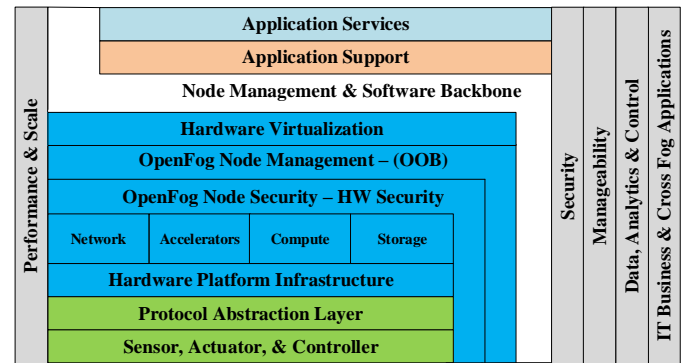 Performance & Scale
Application Services
Application Support
Node Management & Software Backbone
Hardware Virtualization
OpenFog Node Management – (OOB)
OpenFog Node Security – HW Security
Network
Accelerators
Compute
Storage
Hardware Platform Infrastructure
Protocol Abstraction Layer
Sensor, Actuator, & Controller
Security
Manageability
Data, Analytics & Control
IT Business & Cross Fog Applications